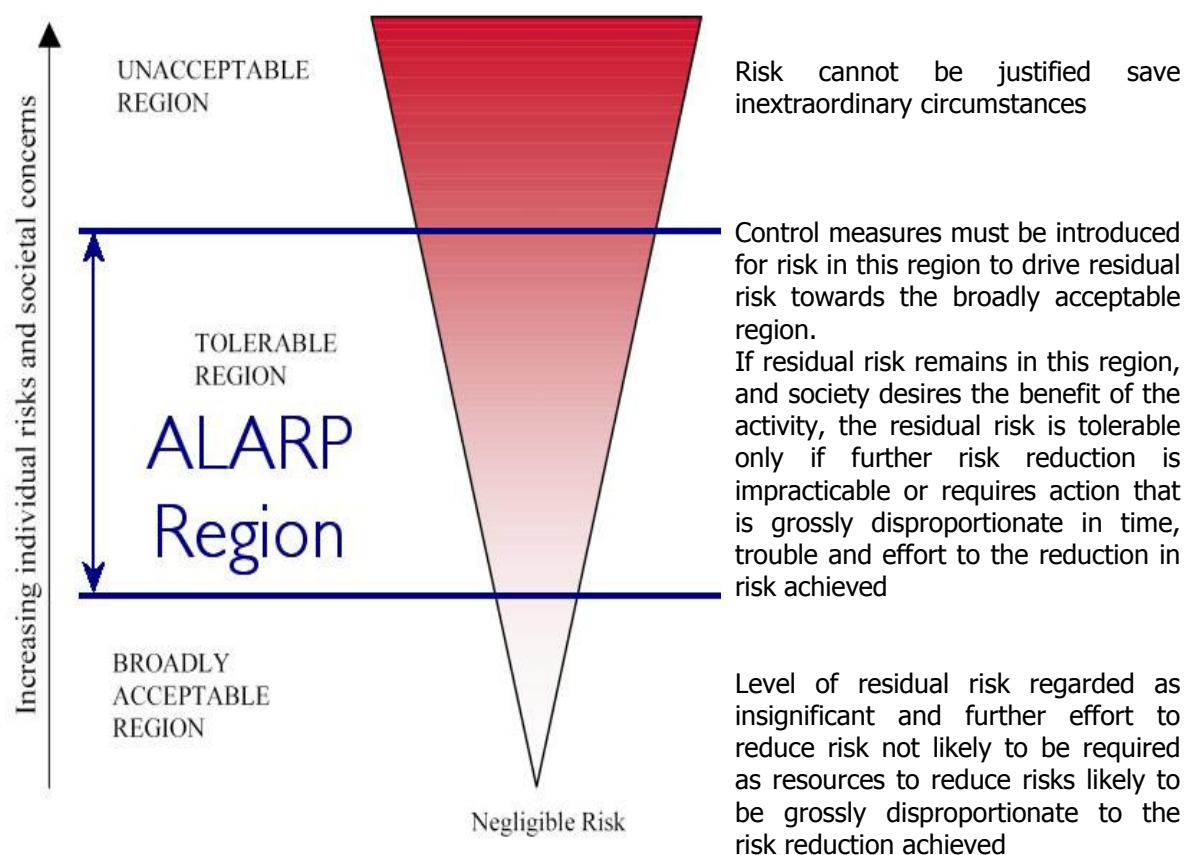 Increasing individual risks and societal concerns
UNACCEPTABLE
REGION
Risk cannot be justified save
inextraordinary circumstances
TOLERABLE
REGION
ALARP
Region
Control measures must be introduced
for risk in this region to drive residual
risk towards the broadly acceptable
region.
If residual risk remains in this region,
and society desires the benefit of the
activity, the residual risk is tolerable
only if further risk reduction is
impracticable or requires action that
is grossly disproportionate in time,
trouble and effort to the reduction in
risk achieved
BROADLY
ACCEPTABLE
REGION
Level of residual risk regarded as
insignificant and further effort to
reduce risk not likely to be required
as resources to reduce risks likely to
be grossly disproportionate to the
risk reduction achieved
Negligible Risk